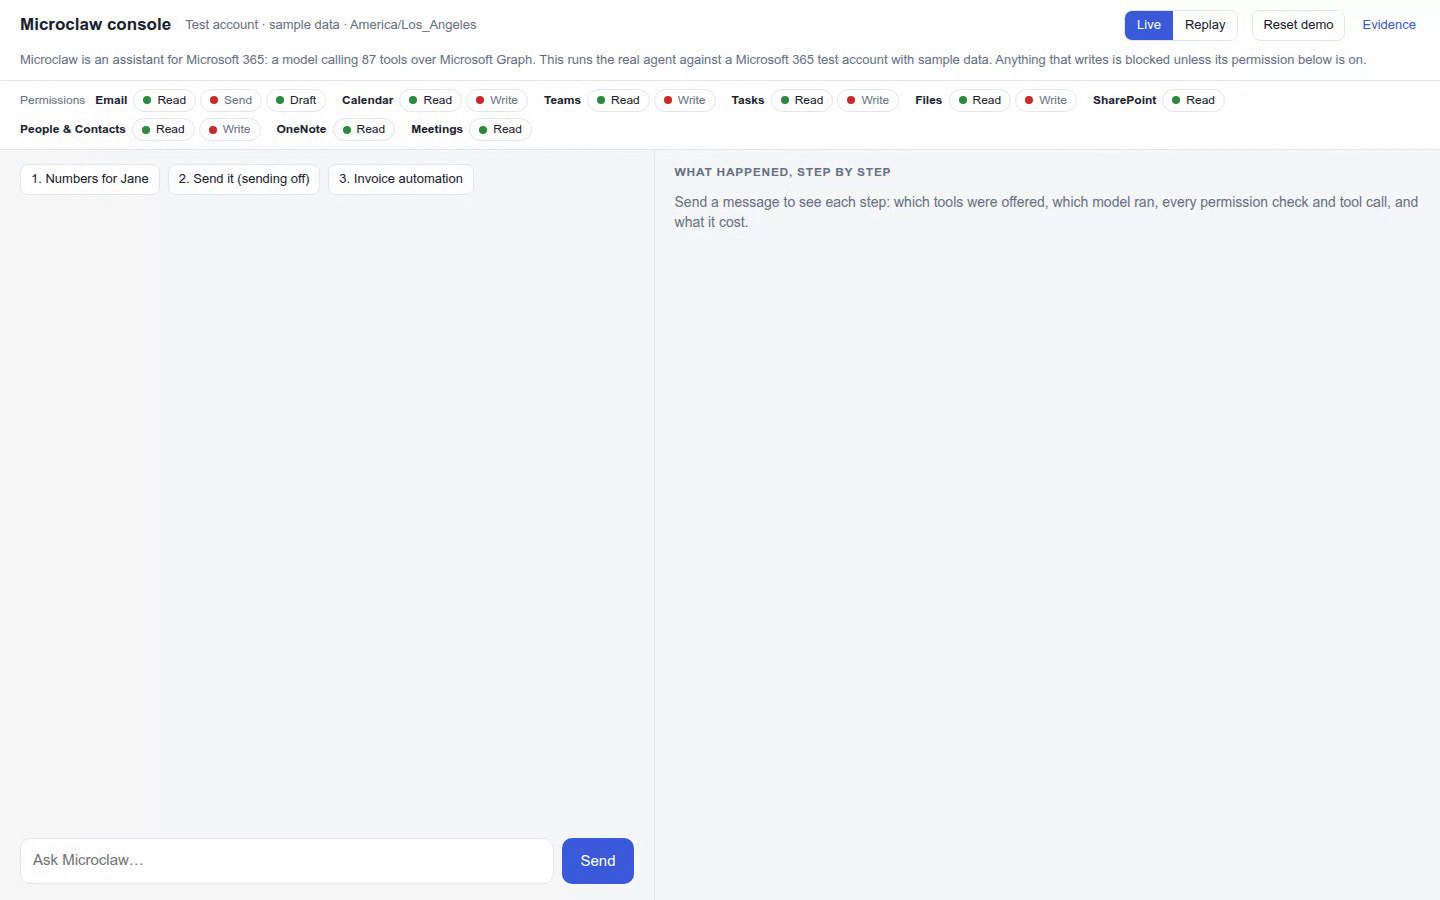 Microclaw console Test account · sample data · America/Los_Angeles Live Replay Reset demo Evidence
Microclaw is an assistant for Microsoft 365: a model calling 87 tools over Microsoft Graph. This runs the real agent against a Microsoft 365 test account with sample data. Anything that writes is blocked unless its permission below is on.
Permissions Email Read Send Draft Calendar Read Write Teams Read Write Tasks Read Write Files Read Write SharePoint Read
People & Contacts Read Write OneNote Read Meetings Read
1. Numbers for Jane 2. Send it (sending off) 3. Invoice automation
WHAT HAPPENED, STEP BY STEP
Send a message to see each step: which tools were offered, which model ran, every permission check and tool call, and
what it cost.
Ask Microclaw… Send